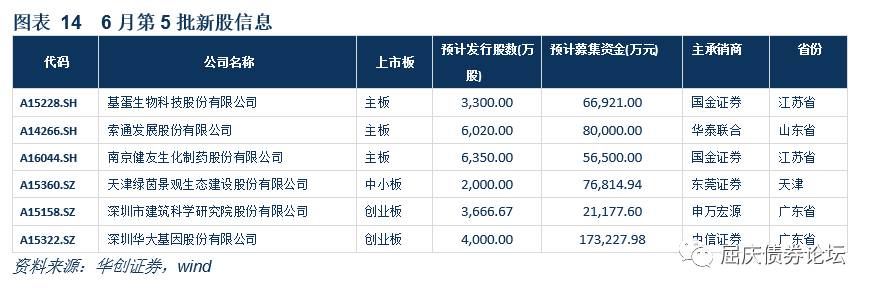 图表 14 6 月第 5 批新股信息
代码 公司名称 上市板 预计发行股数(万股) 预计募集资金(万元) 主承销商 省份
A15228.SH 基蛋生物科技股份有限公司 主板 3,300.00 66,921.00 国金证券 江苏省
A14266.SH 索通发展股份有限公司 主板 6,020.00 80,000.00 华泰联合 山东省
A16044.SH 南京健友生化制药股份有限公司 主板 6,350.00 56,500.00 国金证券 江苏省
A15360.SZ 天津绿茵景观生态建设股份有限公司 中小板 2,000.00 76,814.94 东莞证券 天津
A15158.SZ 深圳市建筑科学研究院股份有限公司 创业板 3,666.67 21,177.60 申万宏源 广东省
A15322.SZ 深圳华大基因股份有限公司 创业板 4,000.00 173,227.98 中信证券 广东省
资料来源：华创证券，wind
屈庆债券论坛